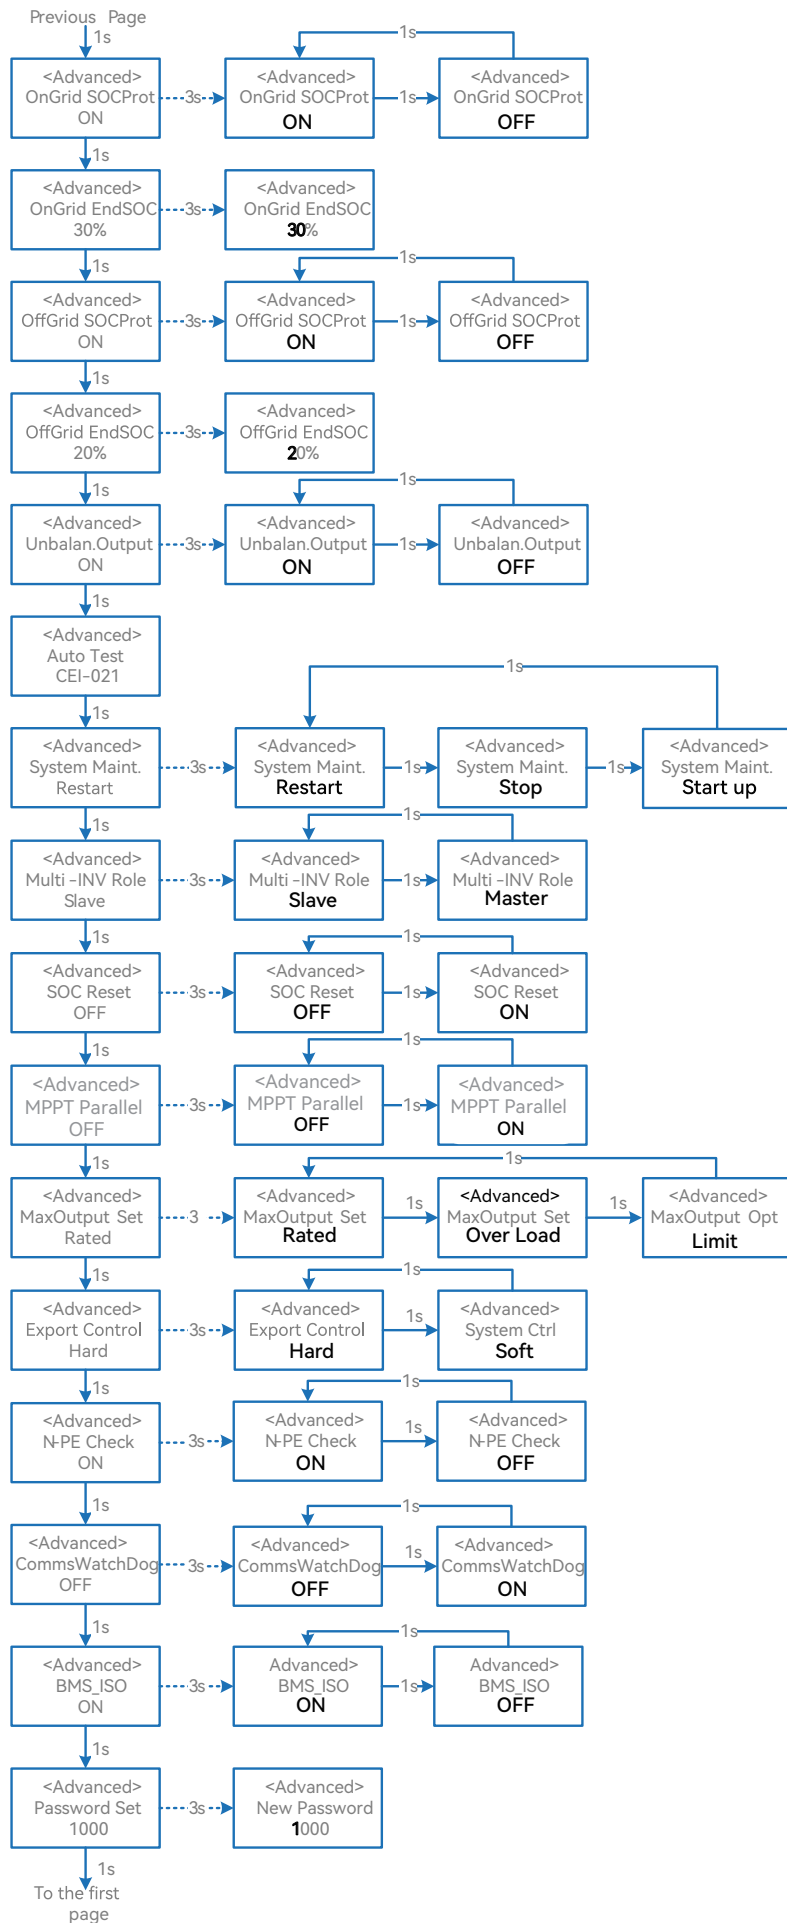 Previous Page
1s
1s
<Advanced>
OnGrid SOCProt
ON
3s
<Advanced>
OnGrid SOCProt
ON
1s
<Advanced>
OnGrid SOCProt
OFF
1s
<Advanced>
OnGrid EndSOC
30%
3s
<Advanced>
OnGrid EndSOC
30%
1s
1s
<Advanced>
OffGrid SOCProt
ON
3s
<Advanced>
OffGrid SOCProt
ON
1s
<Advanced>
OffGrid SOCProt
OFF
1s
<Advanced>
OffGrid EndSOC
20%
3s
<Advanced>
OffGrid EndSOC
20%
1s
1s
<Advanced>
Unbalan.Output
ON
3s
<Advanced>
Unbalan.Output
ON
1s
<Advanced>
Unbalan.Output
OFF
1s
<Advanced>
Auto Test
CEI-021
1s
1s
<Advanced>
System Maint.
Restart
3s
<Advanced>
System Maint.
Restart
1s
<Advanced>
System Maint.
Stop
1s
<Advanced>
System Maint.
Start up
1s
1s
<Advanced>
Multi -INV Role
Slave
3s
<Advanced>
Multi -INV Role
Slave
1s
<Advanced>
Multi -INV Role
Master
1s
1s
<Advanced>
SOC Reset
OFF
3s
<Advanced>
SOC Reset
OFF
1s
<Advanced>
SOC Reset
ON
1s
1s
<Advanced>
MPPT Parallel
OFF
3s
<Advanced>
MPPT Parallel
OFF
1s
<Advanced>
MPPT Parallel
ON
1s
1s
<Advanced>
MaxOutput Set
Rated
3
<Advanced>
MaxOutput Set
Rated
1s
<Advanced>
MaxOutput Set
Over Load
1s
<Advanced>
MaxOutput Opt
Limit
1s
1s
<Advanced>
Export Control
Hard
3s
<Advanced>
Export Control
Hard
1s
<Advanced>
System Ctrl
Soft
1s
1s
<Advanced>
N-PE Check
ON
3s
<Advanced>
N-PE Check
ON
1s
<Advanced>
N-PE Check
OFF
1s
1s
<Advanced>
CommsWatchDog
OFF
3s
<Advanced>
CommsWatchDog
OFF
1s
<Advanced>
CommsWatchDog
ON
1s
1s
<Advanced>
BMS_ISO
ON
3s
Advanced>
BMS_ISO
ON
1s
Advanced>
BMS_ISO
OFF
1s
<Advanced>
Password Set
1000
3s
<Advanced>
New Password
1000
1s
To the first
page